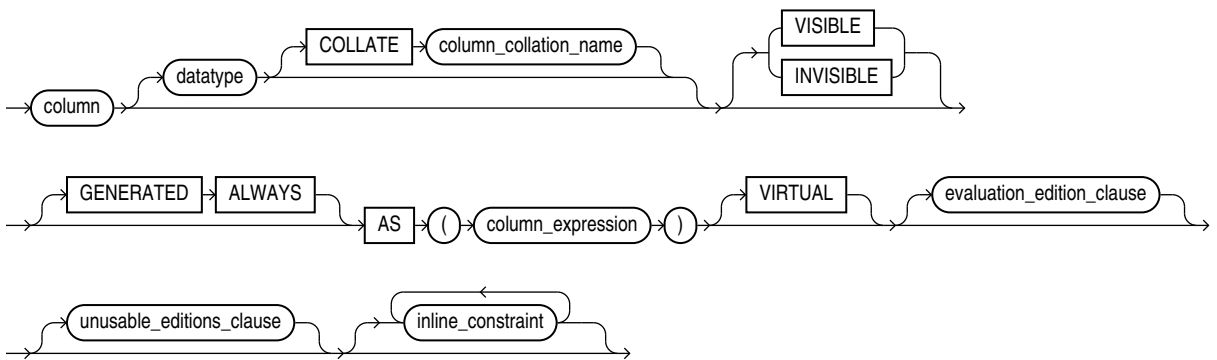 COLLATE column_collation_name VISIBLE
datatype INVISIBLE
column
GENERATED ALWAYS VIRTUAL evaluation_edition_clause
AS ( column_expression )
unusable_editions_clause inline_constraint